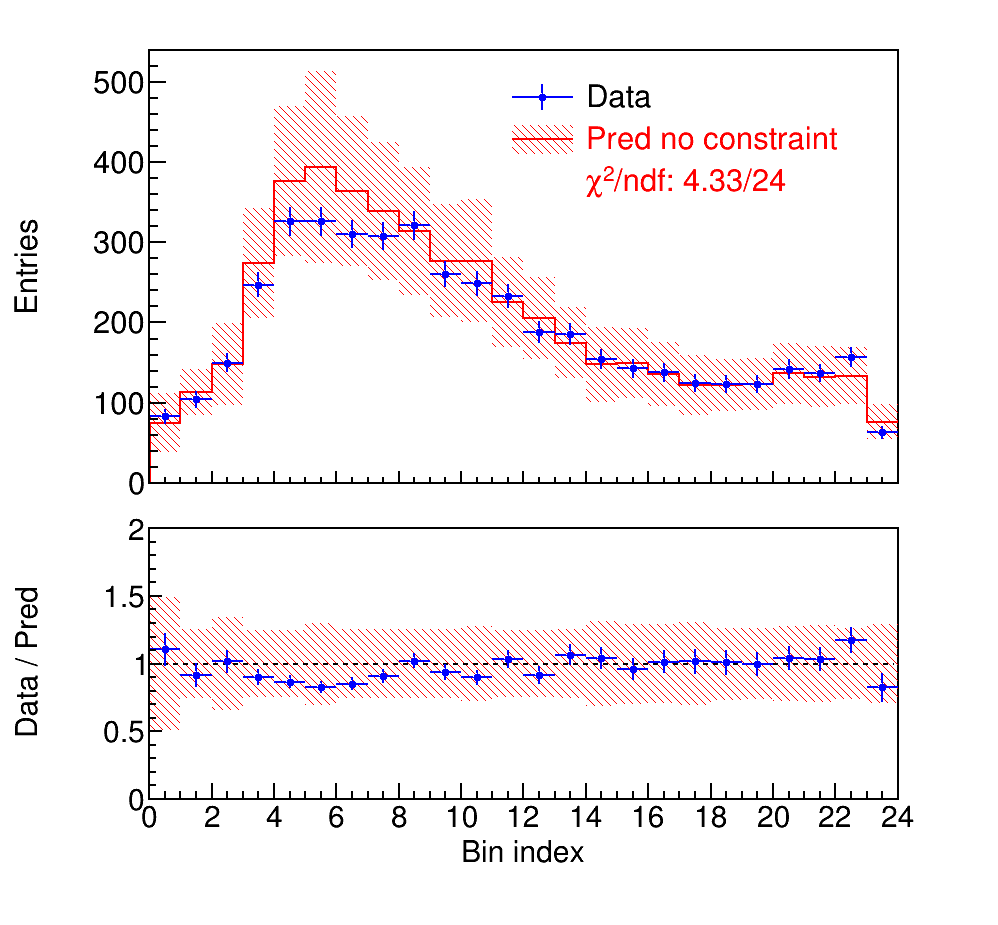 500
400
300
200
100
0
Entries
Data
Pred no constraint
χ²/ndf: 4.33/24
2
1.5
1
0.5
0
Data / Pred
0 2 4 6 8 10 12 14 16 18 20 22 24
Bin index